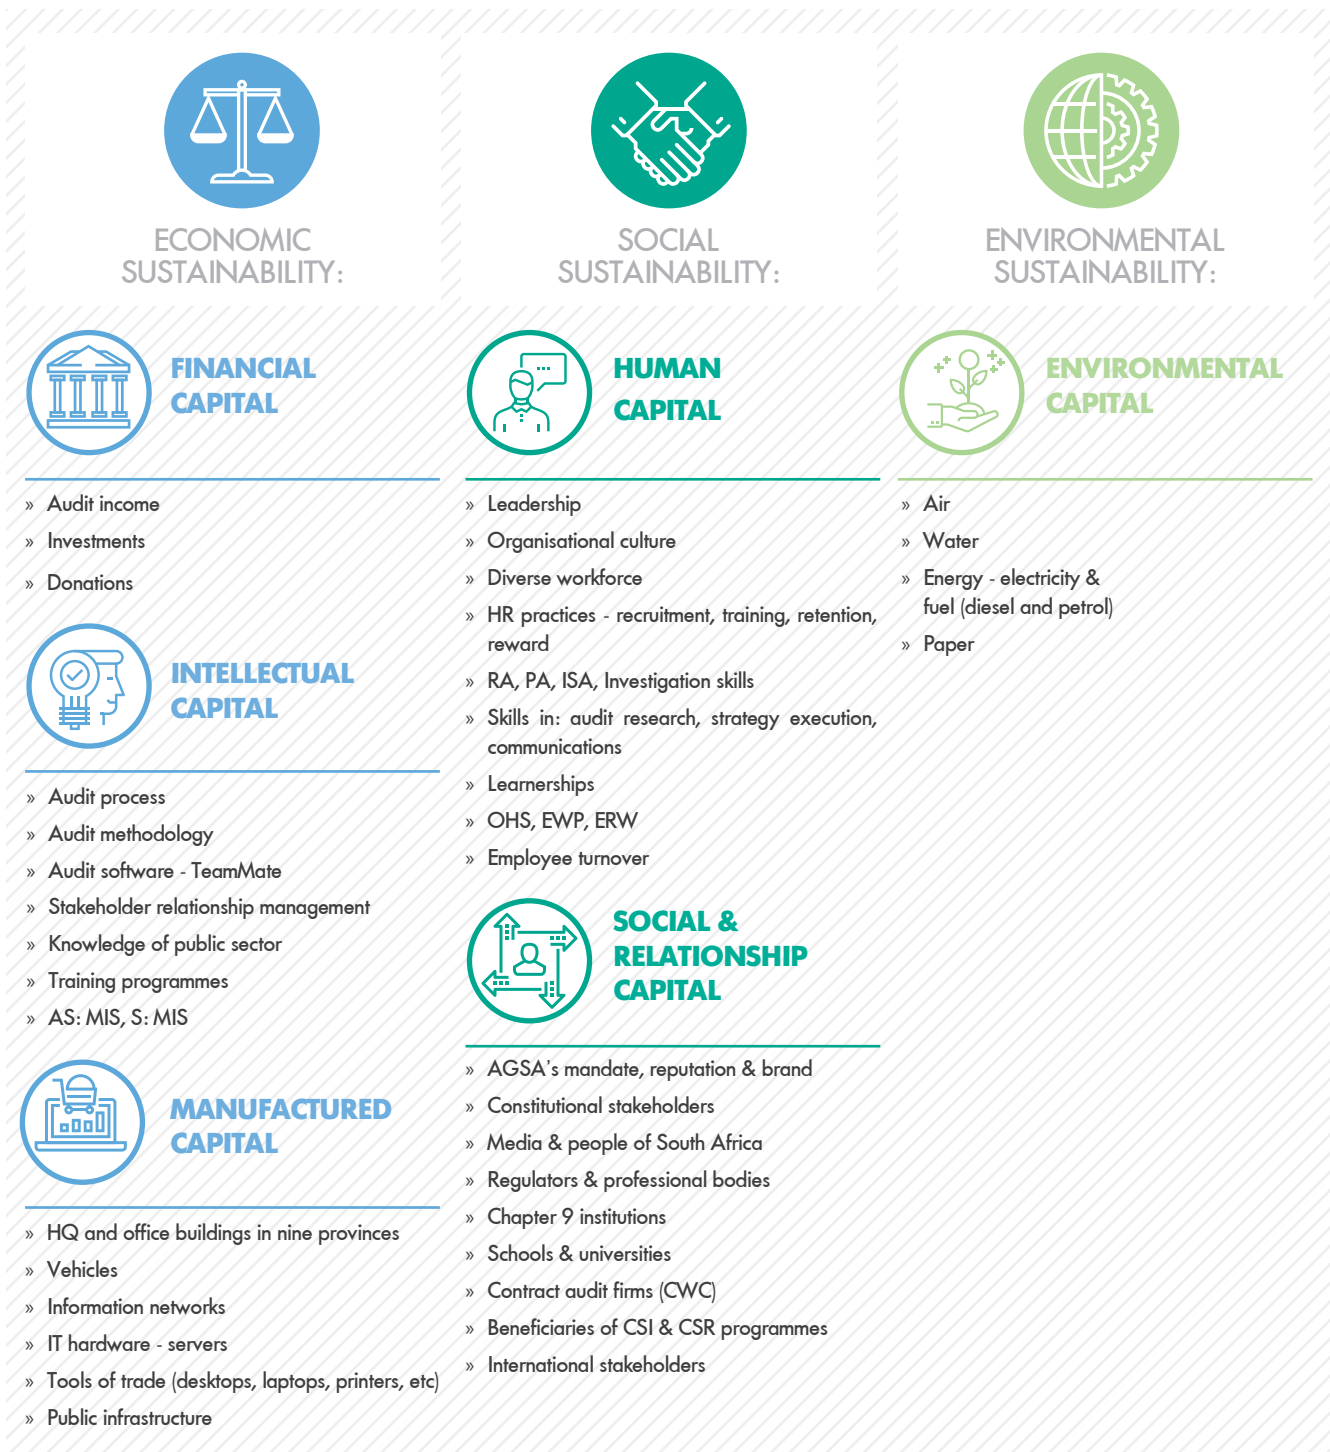 ECONOMIC
SUSTAINABILITY:
FINANCIAL
CAPITAL
» Audit income
» Investments
» Donations
INTELLECTUAL
CAPITAL
» Audit process
» Audit methodology
» Audit software - TeamMate
» Stakeholder relationship management
» Knowledge of public sector
» Training programmes
» AS: MIS, S: MIS
MANUFACTURED
CAPITAL
» HQ and office buildings in nine provinces
» Vehicles
» Information networks
» IT hardware - servers
» Tools of trade (desktops, laptops, printers, etc)
» Public infrastructure
SOCIAL
SUSTAINABILITY:
HUMAN
CAPITAL
» Leadership
» Organisational culture
» Diverse workforce
» HR practices - recruitment, training, retention,
reward
» RA, PA, ISA, Investigation skills
» Skills in: audit research, strategy execution,
communications
» Learnerships
» OHS, EWP, ERW
» Employee turnover
SOCIAL &
RELATIONSHIP
CAPITAL
» AGSA's mandate, reputation & brand
» Constitutional stakeholders
» Media & people of South Africa
» Regulators & professional bodies
» Chapter 9 institutions
» Schools & universities
» Contract audit firms (CWC)
» Beneficiaries of CSI & CSR programmes
» International stakeholders
ENVIRONMENTAL
SUSTAINABILITY:
ENVIRONMENTAL
CAPITAL
» Air
» Water
» Energy - electricity &
fuel (diesel and petrol)
» Paper